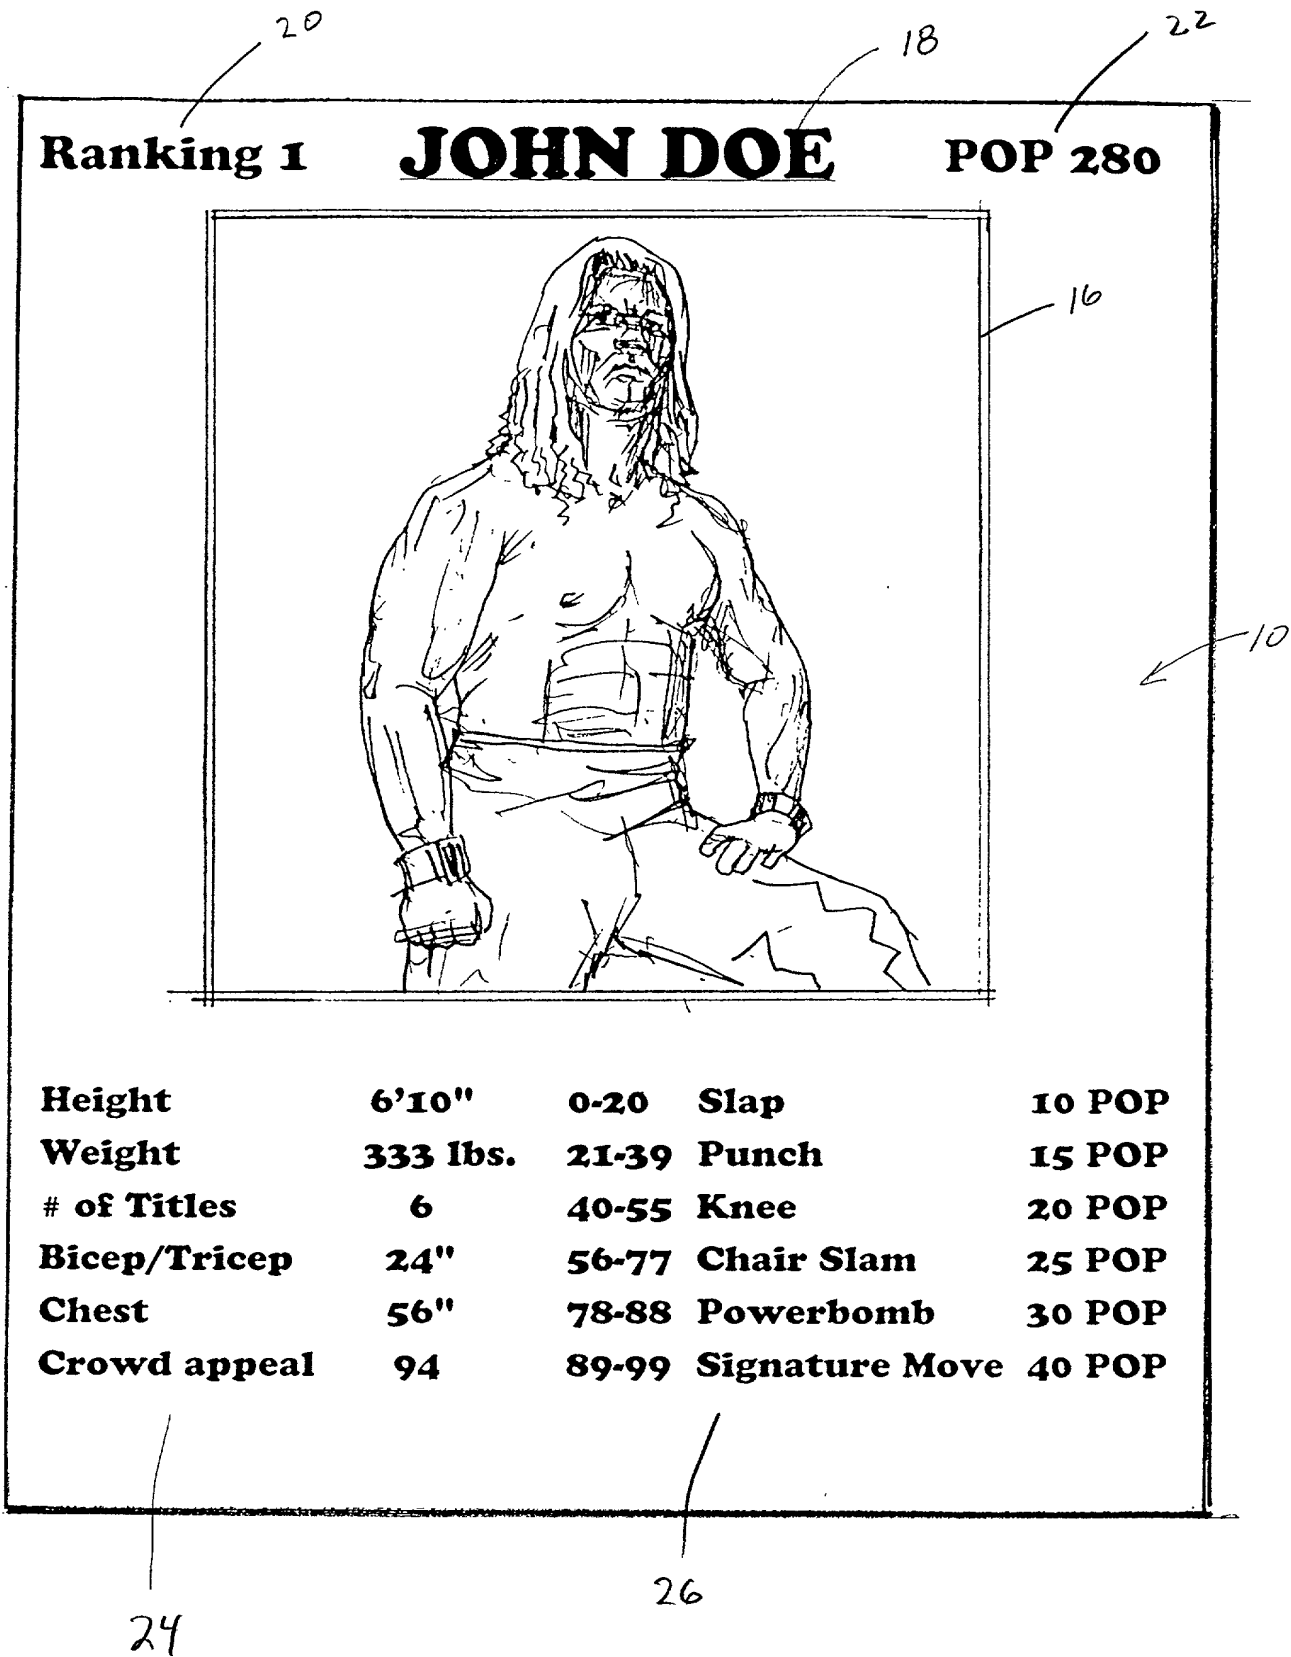 20
18
22
Ranking 1 JOHN DOE POP 280
16
10
Height 6'10" 0-20 Slap 10 POP
Weight 333 lbs. 21-39 Punch 15 POP
# of Titles 6 40-55 Knee 20 POP
Bicep/Tricep 24" 56-77 Chair Slam 25 POP
Chest 56" 78-88 Powerbomb 30 POP
Crowd appeal 94 89-99 Signature Move 40 POP
26
24